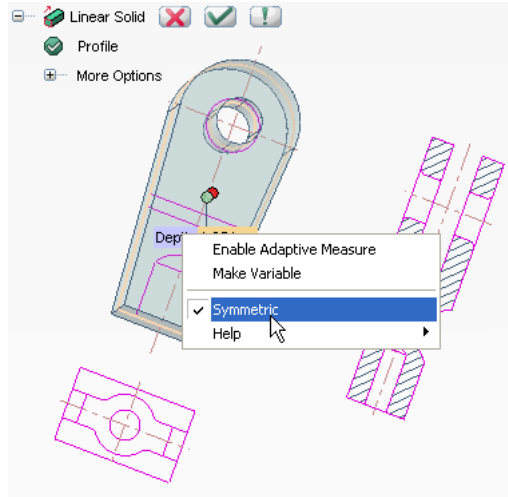 Linear Solid
Profile
More Options
Enable Adaptive Measure
Make Variable
Symmetric
Help